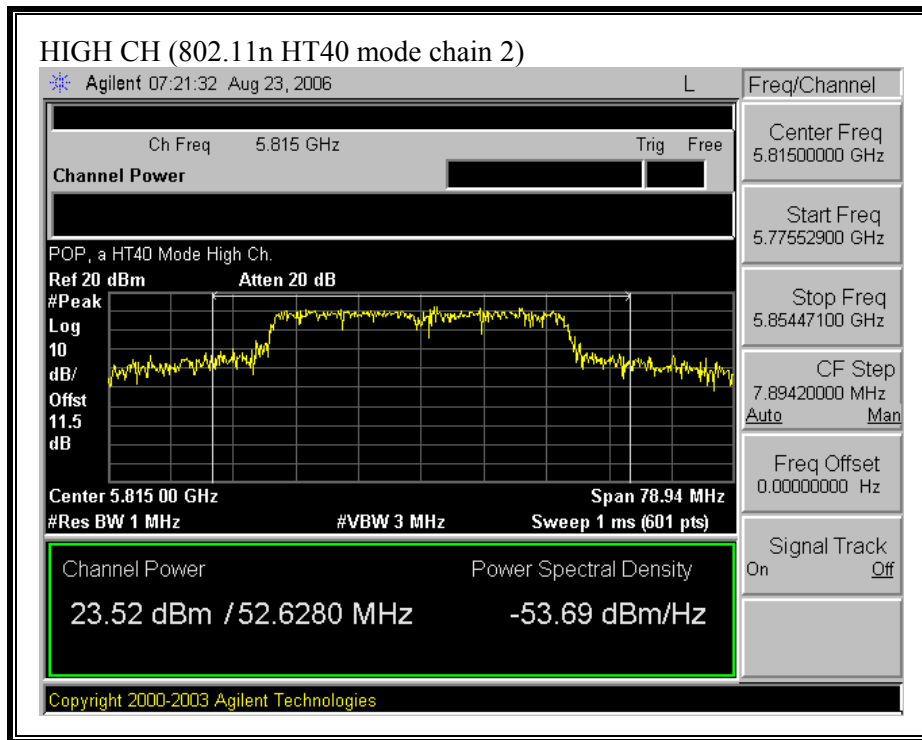 HIGH CH (802.11n HT40 mode chain 2)
Agilent 07:21:32 Aug 23, 2006 L
Freq/Channel
Ch Freq 5.815 GHz Trig Free
Channel Power
POP, a HT40 Mode High Ch.
Ref 20 dBm Atten 20 dB
#Peak
Log
10
dB/
Offst
11.5
dB
Center 5.815 00 GHz Span 78.94 MHz
#Res BW 1 MHz #VBW 3 MHz Sweep 1 ms (601 pts)
Channel Power Power Spectral Density
23.52 dBm / 52.6280 MHz -53.69 dBm/Hz
Center Freq
5.81500000 GHz
Start Freq
5.77552900 GHz
Stop Freq
5.85447100 GHz
CF Step
7.89420000 MHz
Auto Man
Freq Offset
0.00000000 Hz
Signal Track
On Off
Copyright 2000-2003 Agilent Technologies